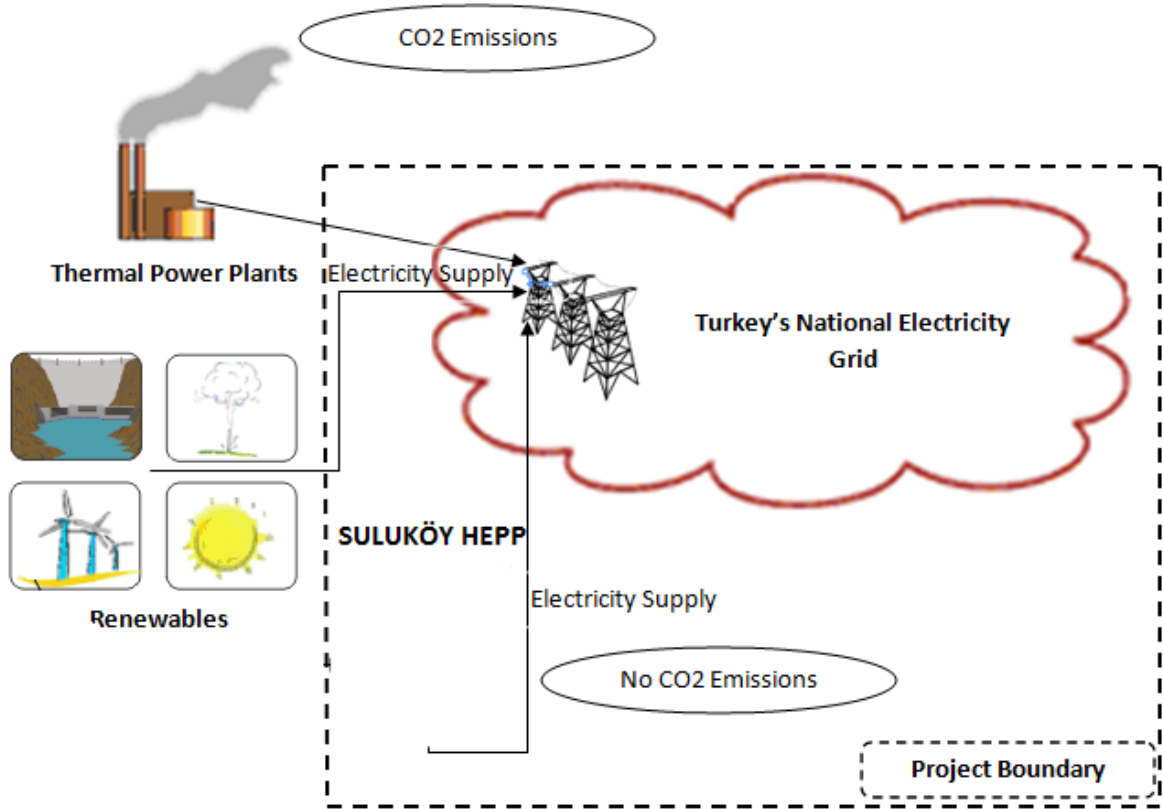 CO2 Emissions
Thermal Power Plants
Electricity Supply
Turkey's National Electricity
Grid
SULUKÖY HEPP
Renewables
Electricity Supply
No CO2 Emissions
Project Boundary